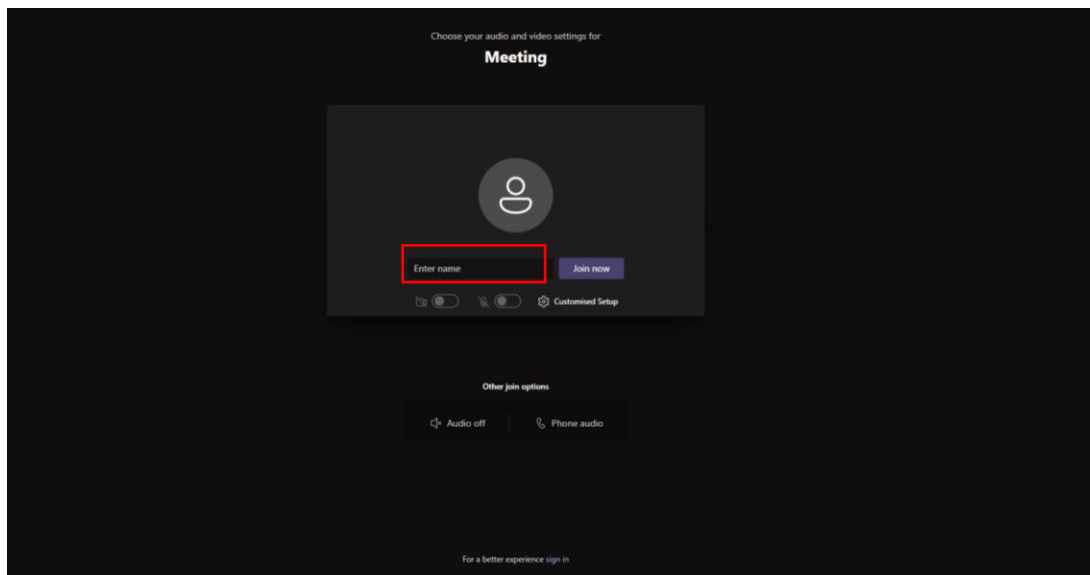 Choose your audio and video settings for
Meeting
Enter name
Join now
Customised Setup
Other join options
Audio off
Phone audio
For a better experience sign in